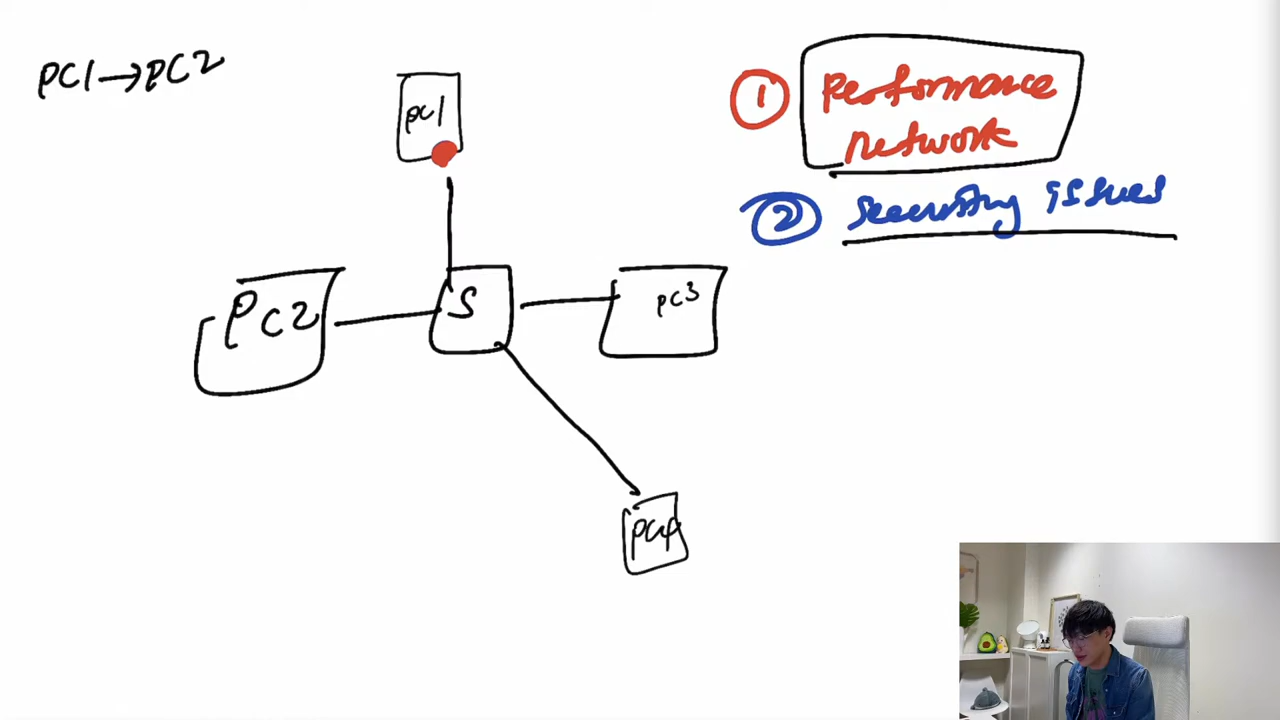 PC1→PC2
PC1
① Performance
network
② Security issues
PC2
S
PC3
PC4